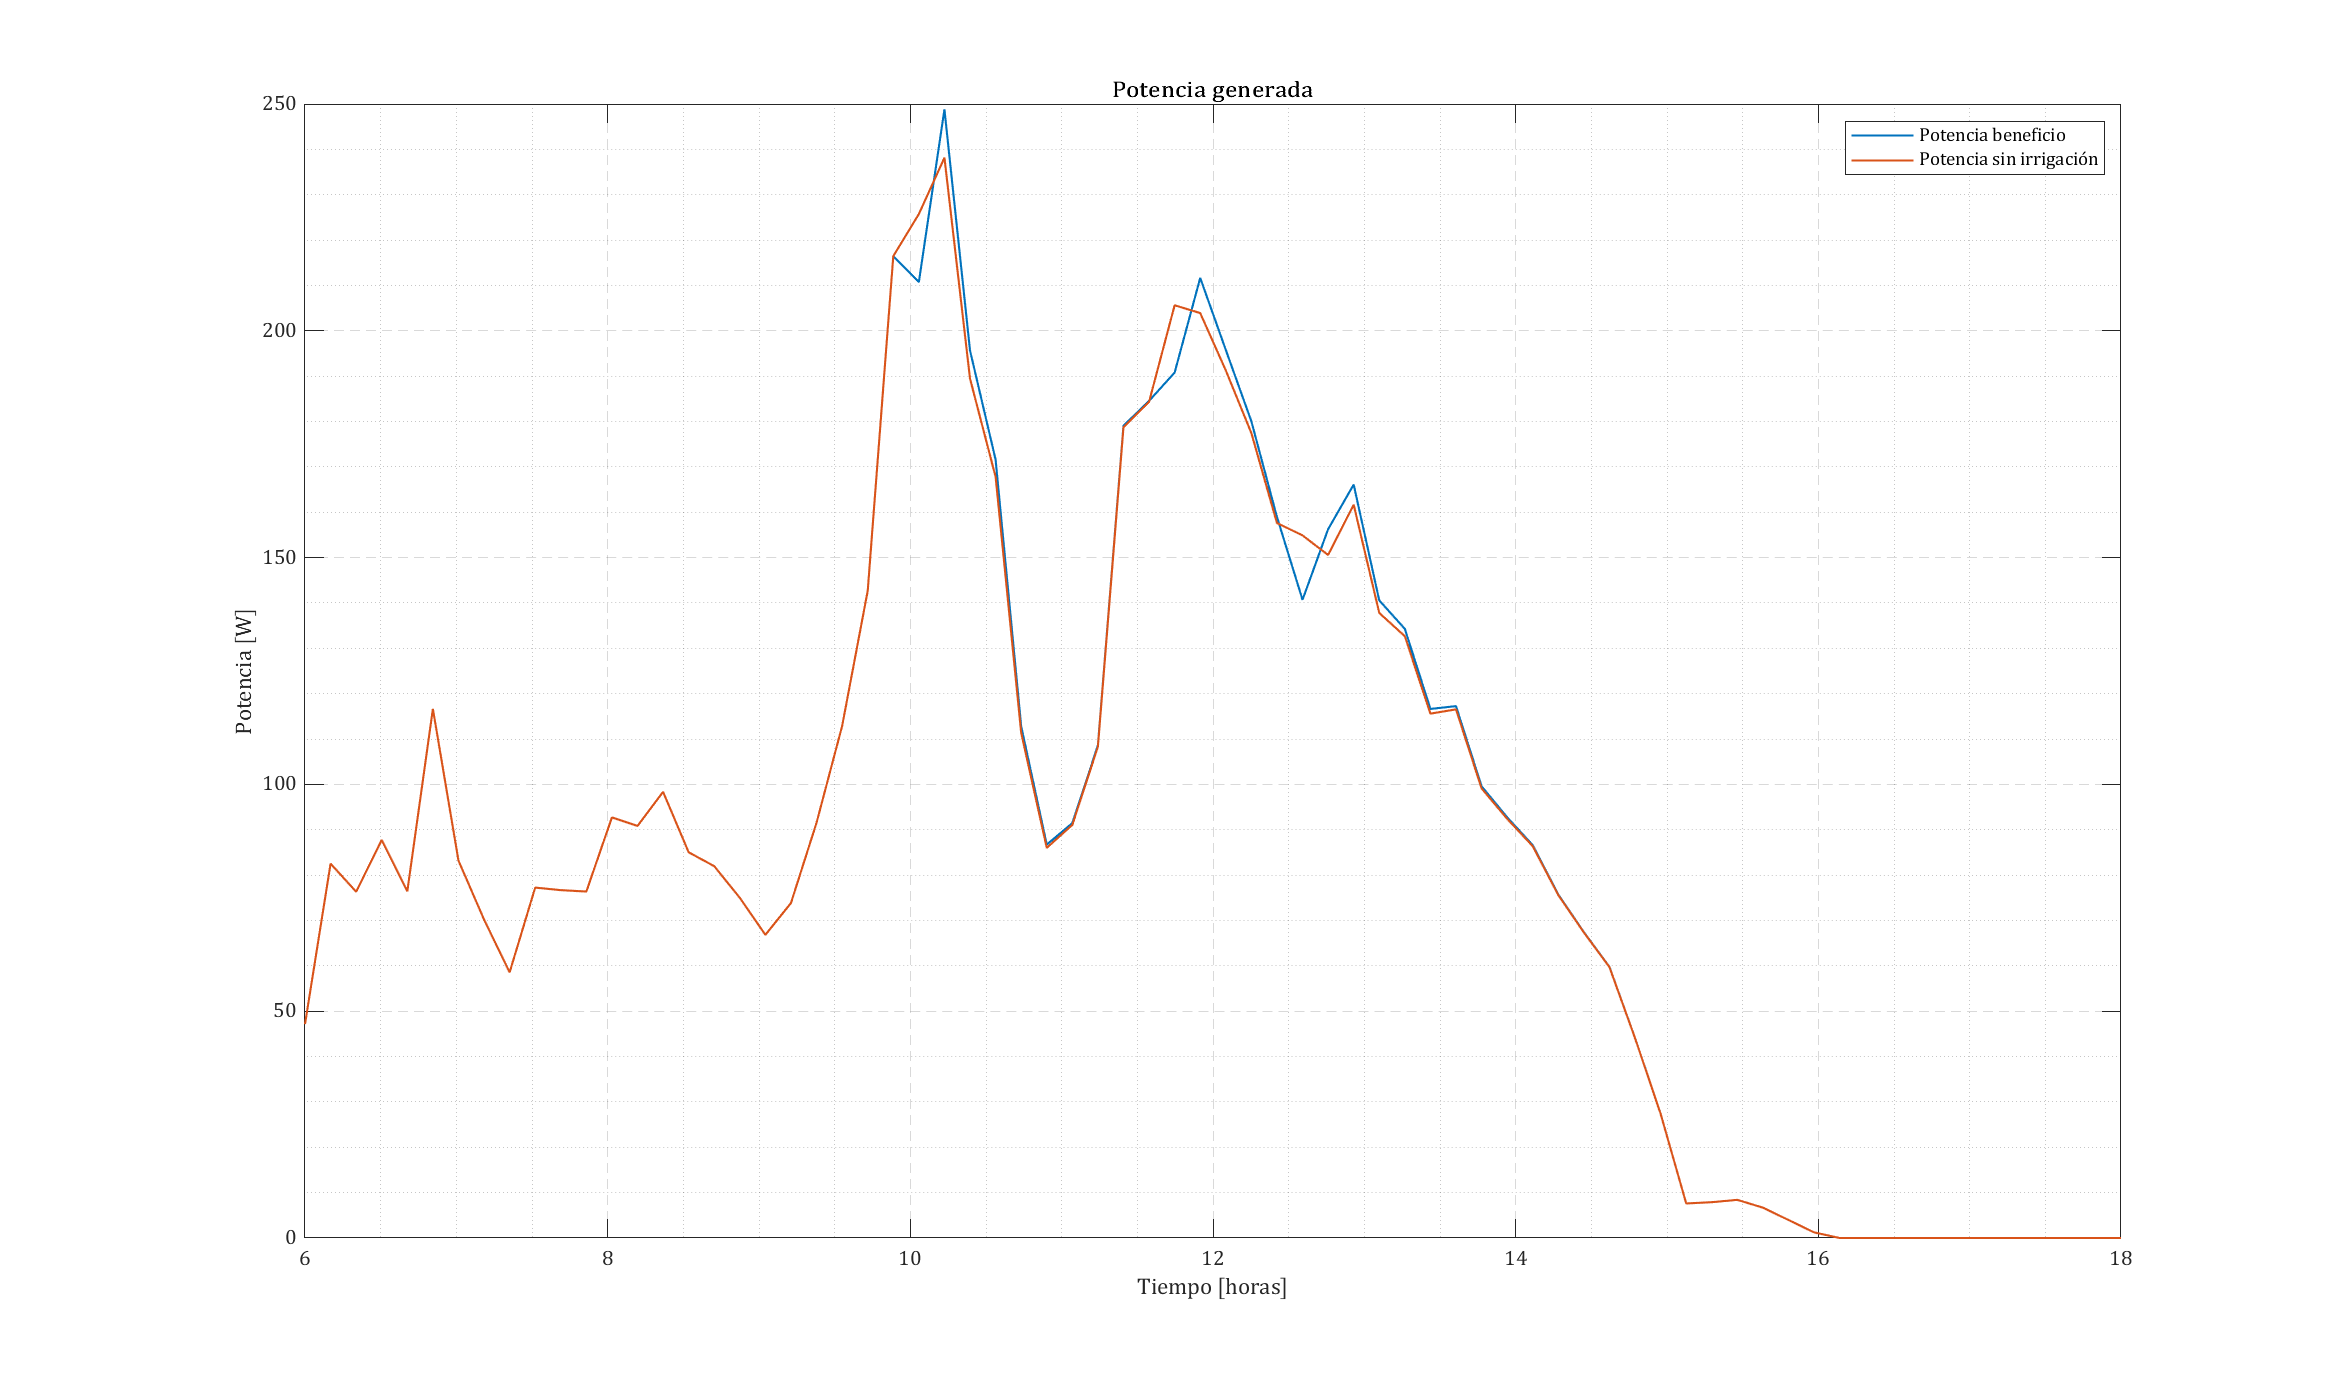 Potencia generada
250
200
150
100
50
0
Potencia [W]
6
8
10
12
14
16
18
Tiempo [horas]
Potencia beneficio
Potencia sin irrigación